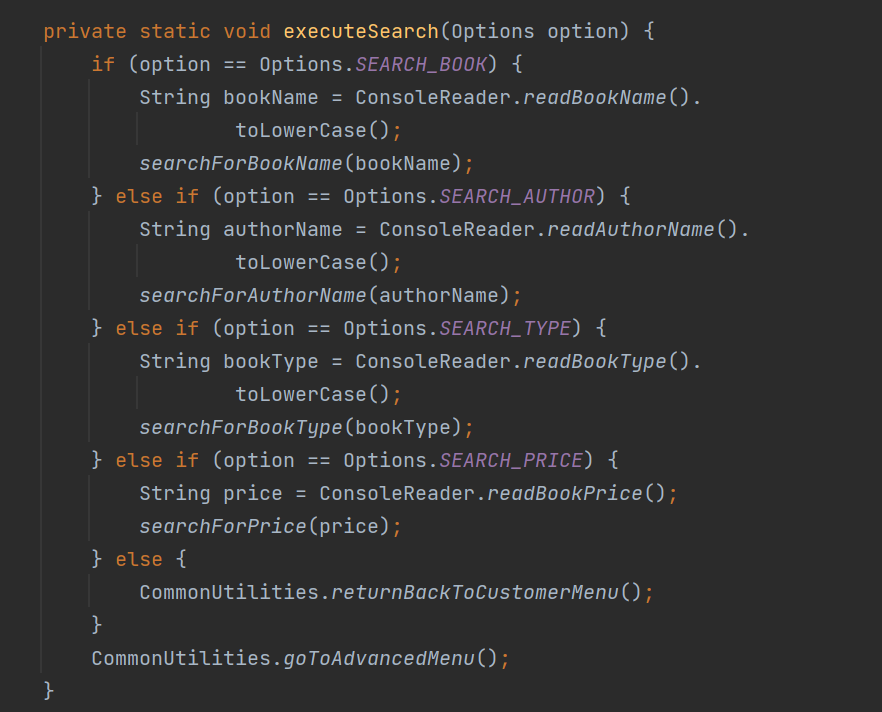 private static void executeSearch(Options option) {
    if (option == Options.SEARCH_BOOK) {
        String bookName = ConsoleReader.readBookName().
                toLowerCase();
        searchForBookName(bookName);
    } else if (option == Options.SEARCH_AUTHOR) {
        String authorName = ConsoleReader.readAuthorName().
                toLowerCase();
        searchForAuthorName(authorName);
    } else if (option == Options.SEARCH_TYPE) {
        String bookType = ConsoleReader.readBookType().
                toLowerCase();
        searchForBookType(bookType);
    } else if (option == Options.SEARCH_PRICE) {
        String price = ConsoleReader.readBookPrice();
        searchForPrice(price);
    } else {
        CommonUtilities.returnBackToCustomerMenu();
    }
    CommonUtilities.goToAdvancedMenu();
}